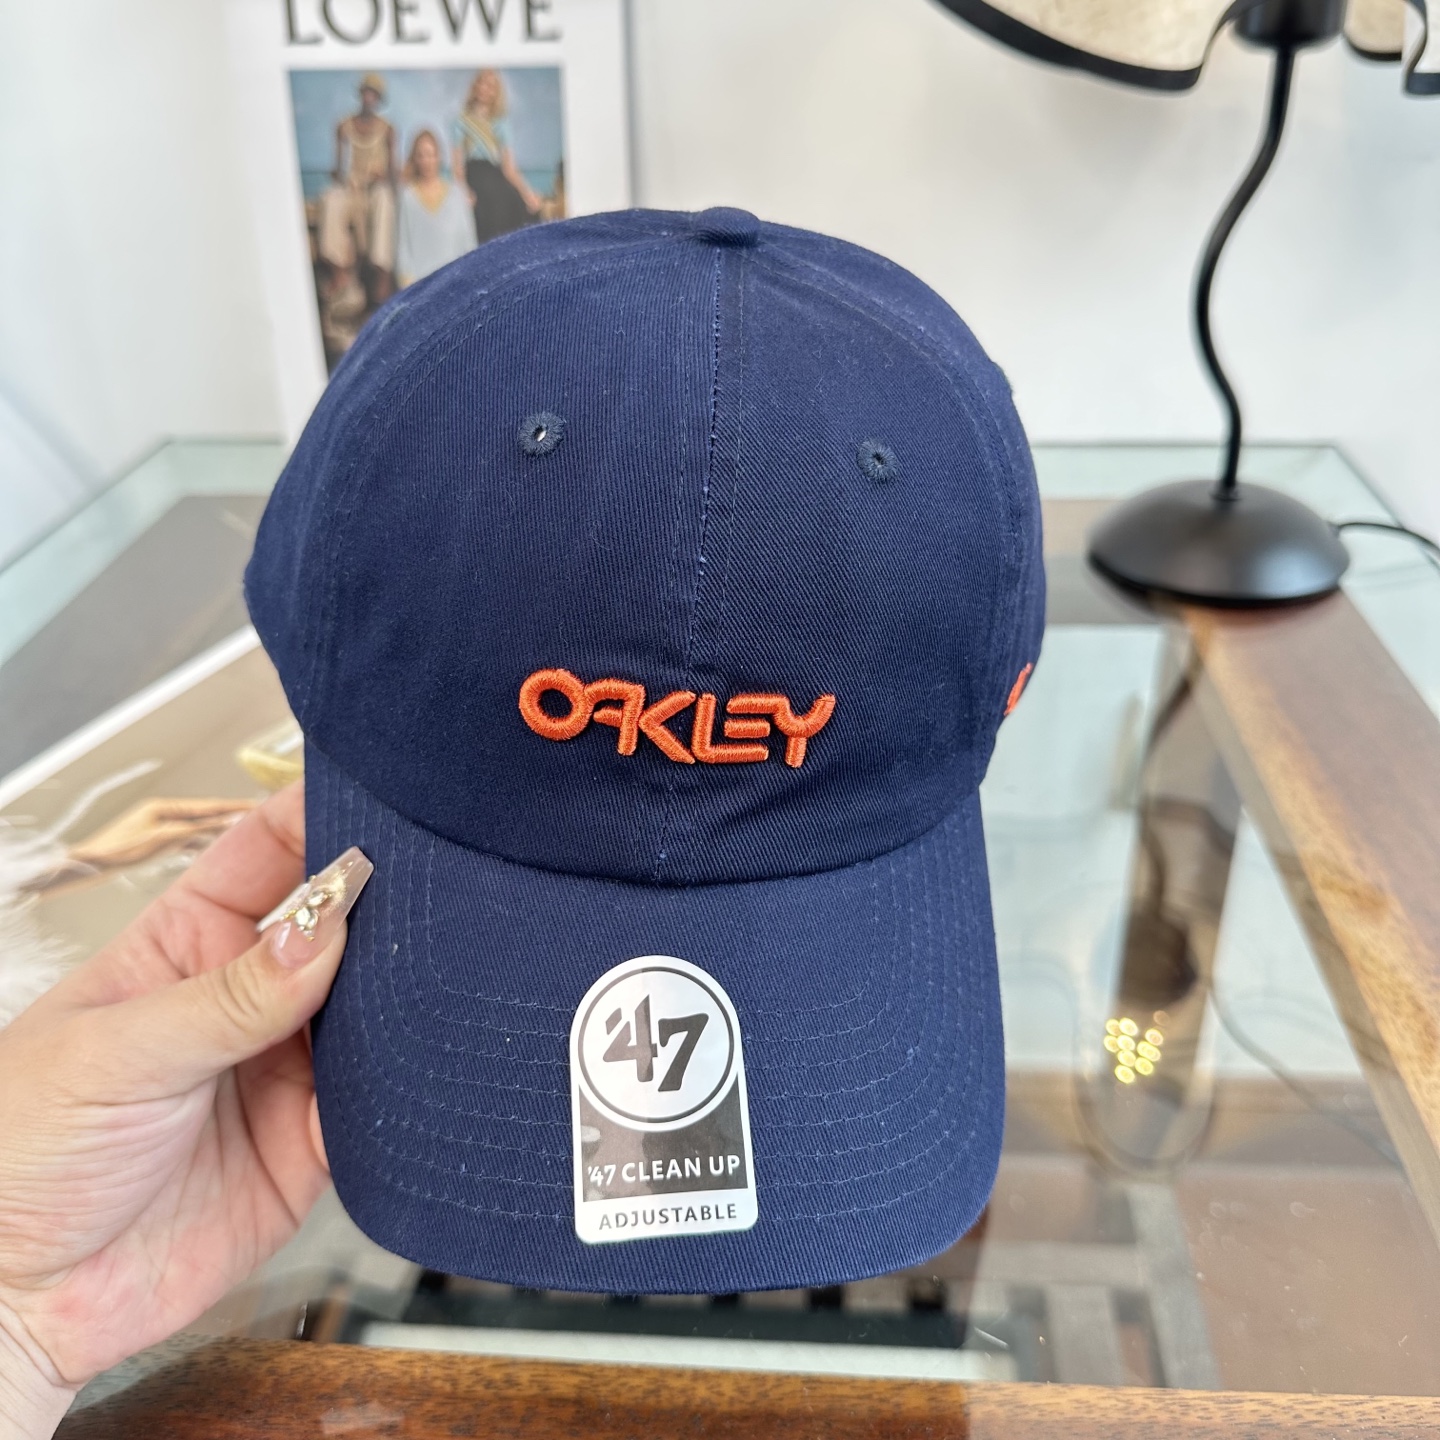 LOEWE
OAKLEY
'47
'47 CLEAN UP
ADJUSTABLE